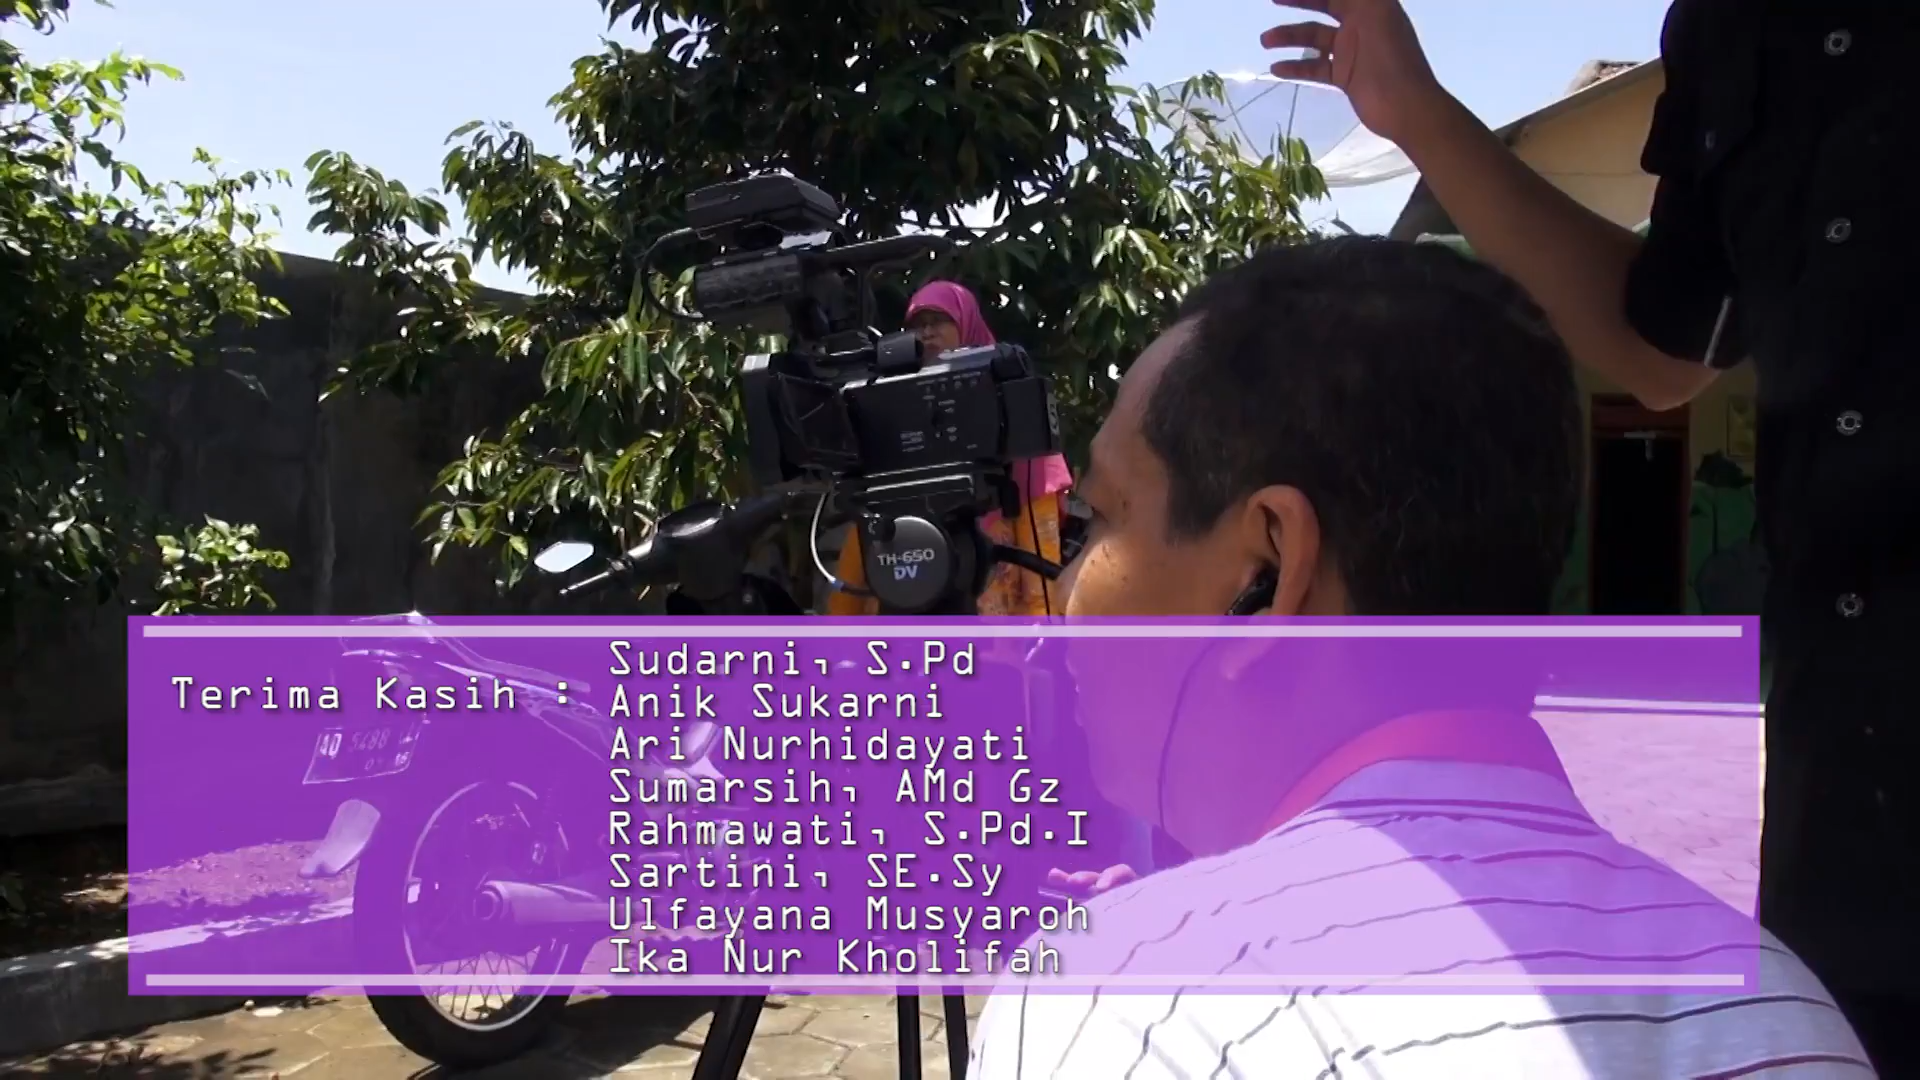 TH-650
DV
Terima Kasih :
Sudarni, S.Pd
Anik Sukarni
Ari Nurhidayati
Sumarsih, AMd Gz
Rahmawati, S.Pd.I
Sartini, SE.Sy
Ulfayana Musyaroh
Ika Nur Kholifah